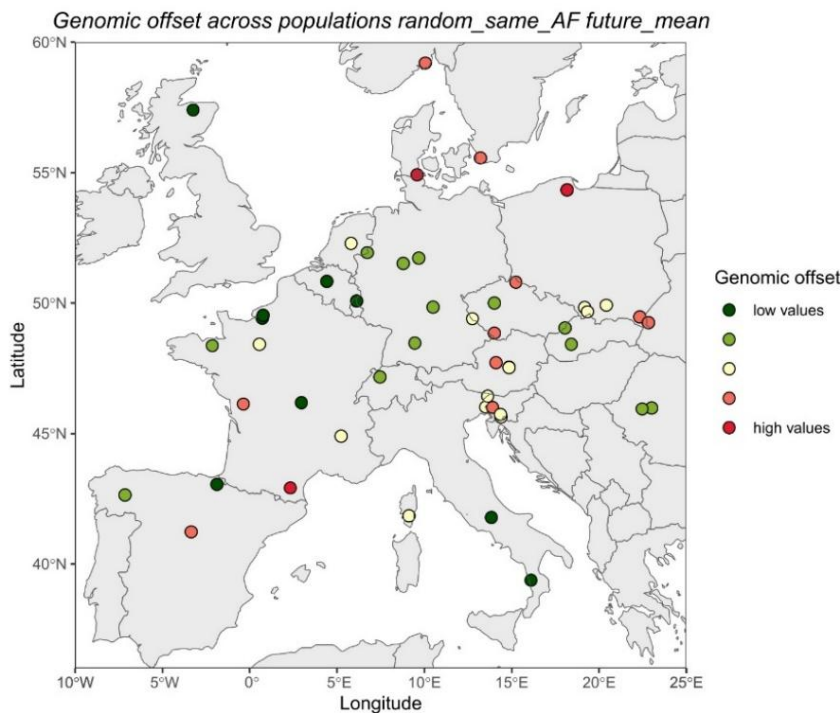 Genomic offset across populations random_same_AF future_mean
60°N
55°N
50°N
45°N
40°N
Latitude
10°W
5°W
0°
5°E
10°E
15°E
20°E
25°E
Longitude
Genomic offset
low values
high values